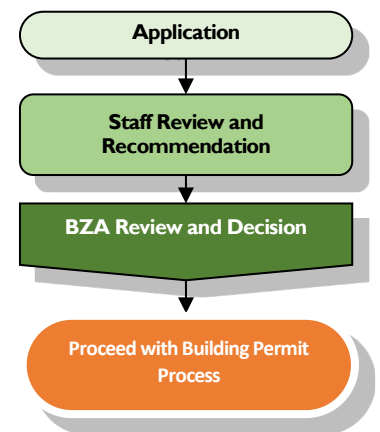 Application
Staff Review and
Recommendation
BZA Review and Decision
Proceed with Building Permit
Process